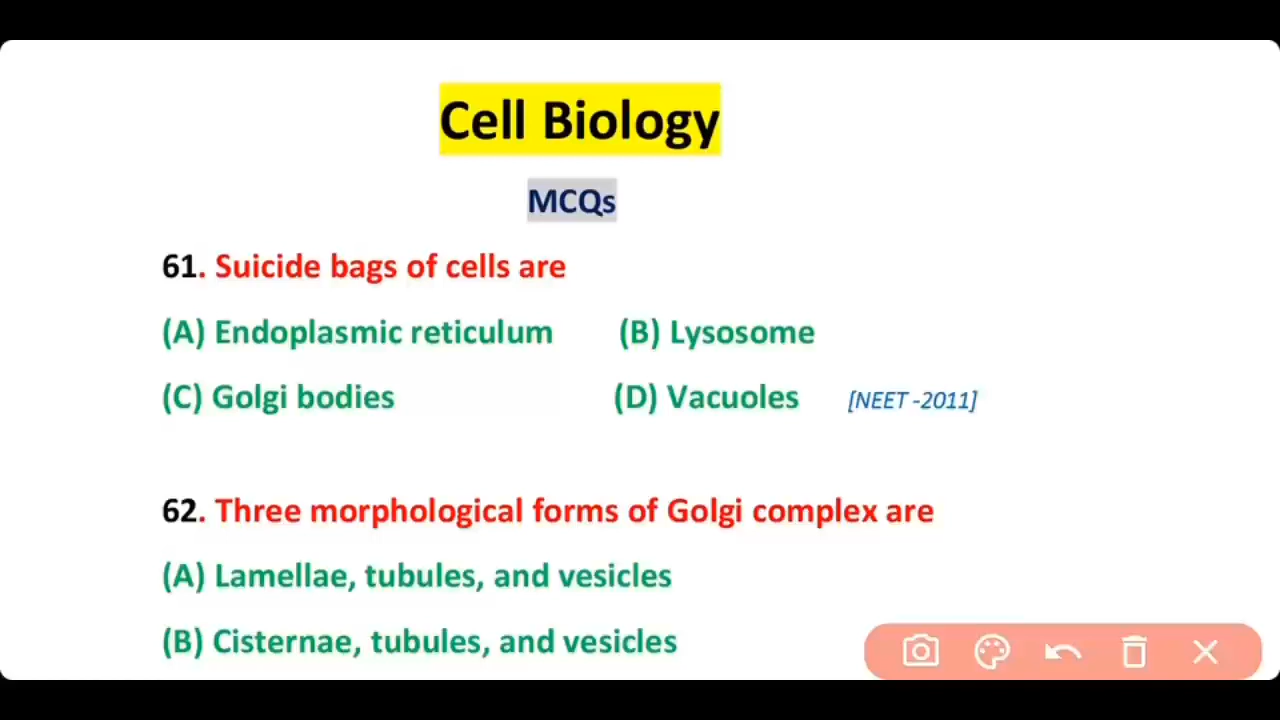 Cell Biology
MCQs
61. Suicide bags of cells are
(A) Endoplasmic reticulum (B) Lysosome
(C) Golgi bodies (D) Vacuoles [NEET -2011]
62. Three morphological forms of Golgi complex are
(A) Lamellae, tubules, and vesicles
(B) Cisternae, tubules, and vesicles